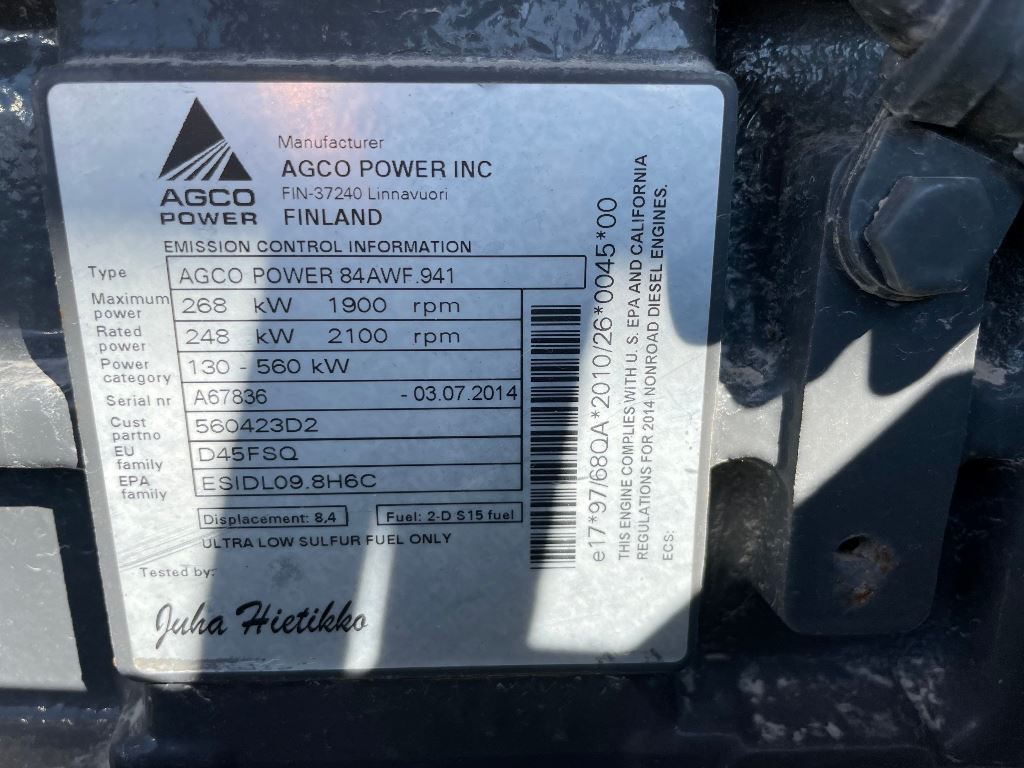 AGCO
POWER
Manufacturer
AGCO POWER INC
FIN-37240 Linnavuori
FINLAND
EMISSION CONTROL INFORMATION
Type AGCO POWER 84AWF.941
Maximum power 268 kW 1900 rpm
Rated power 248 kW 2100 rpm
Power category 130 - 560 kW
Serial nr A67836 - 03.07.2014
Cust partno 560423D2
EU family D45FSQ
EPA family ESIDL09.8H6C
Displacement: 8,4 Fuel: 2-D S15 fuel
ULTRA LOW SULFUR FUEL ONLY
Tested by:
Juha Hietikko
e17*97/68QA*2010/26*0045*00
THIS ENGINE COMPLIES WITH U. S. EPA AND CALIFORNIA
REGULATIONS FOR 2014 NONROAD DIESEL ENGINES.
ECS: